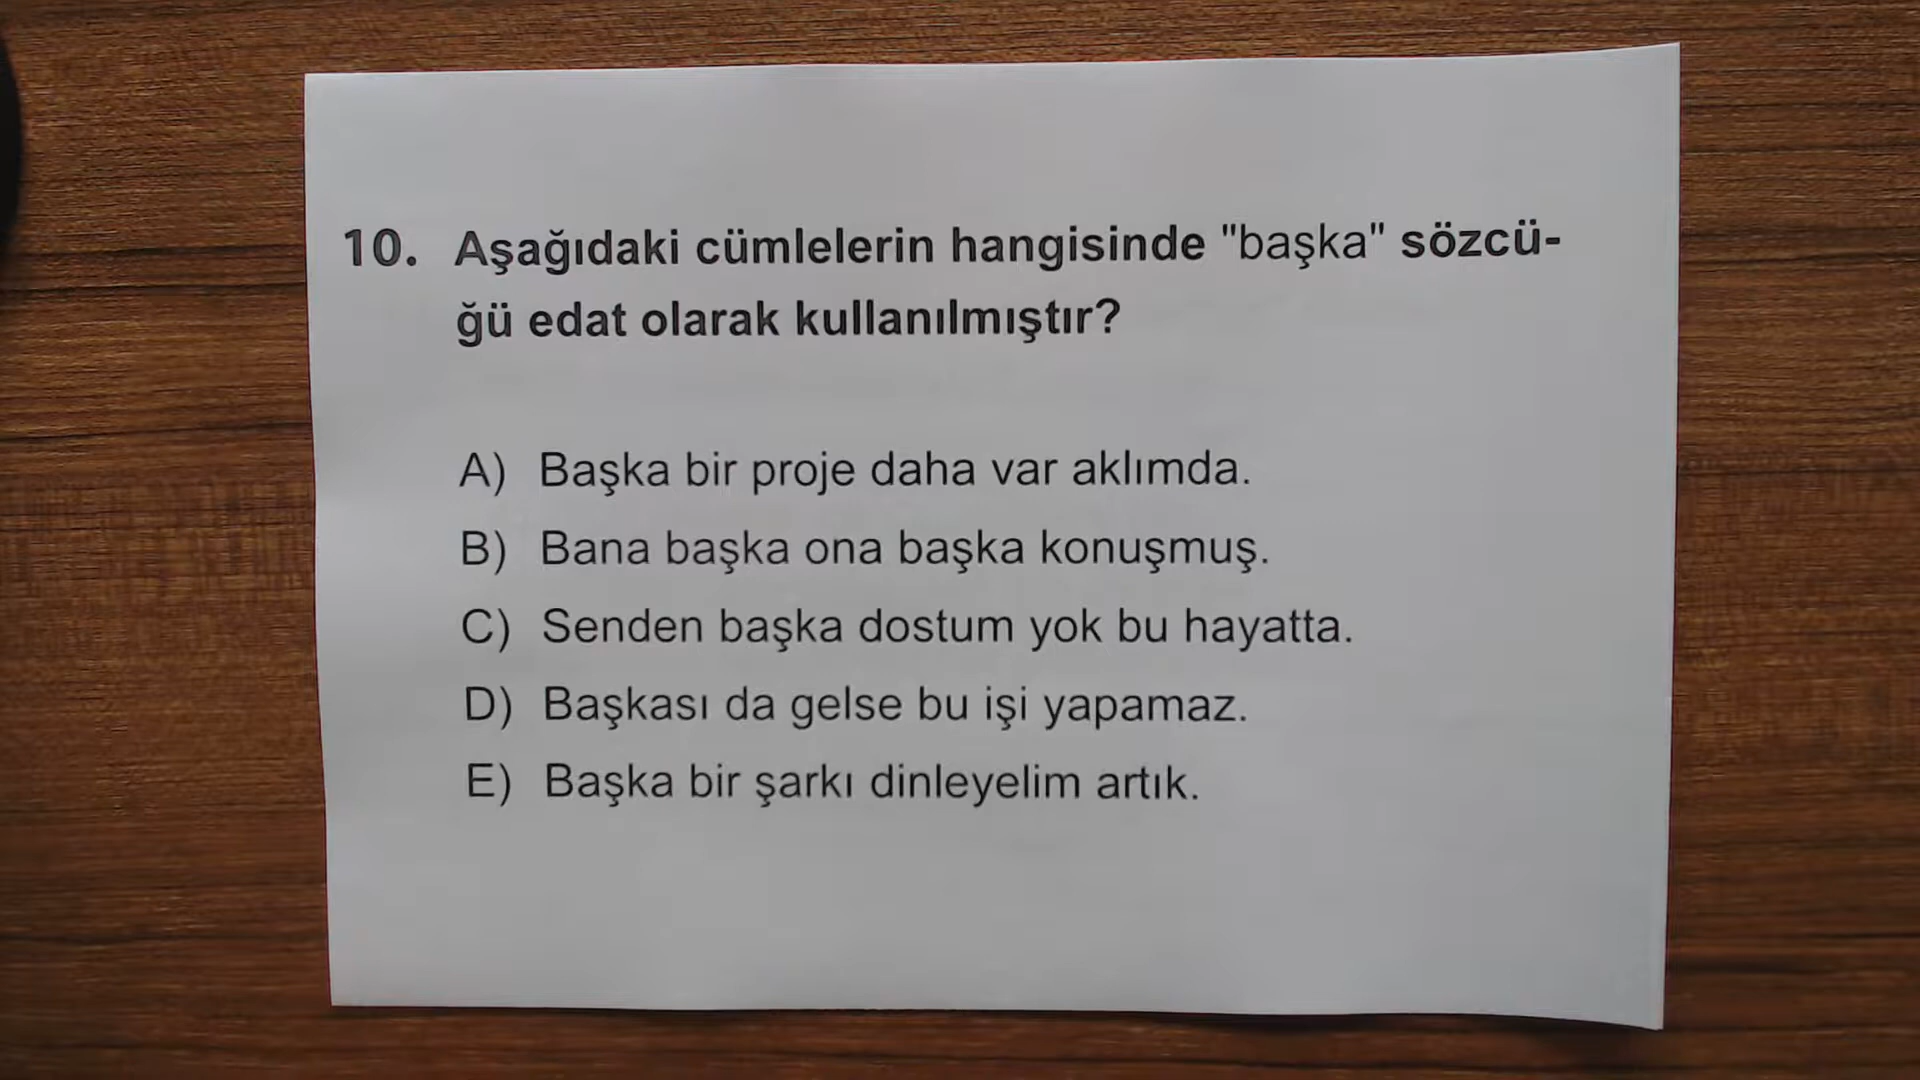 10. Aşağıdaki cümlelerin hangisinde "başka" sözcü-
ğü edat olarak kullanılmıştır?
A) Başka bir proje daha var aklımda.
B) Bana başka ona başka konuşmuş.
C) Senden başka dostum yok bu hayatta.
D) Başkası da gelse bu işi yapamaz.
E) Başka bir şarkı dinleyelim artık.